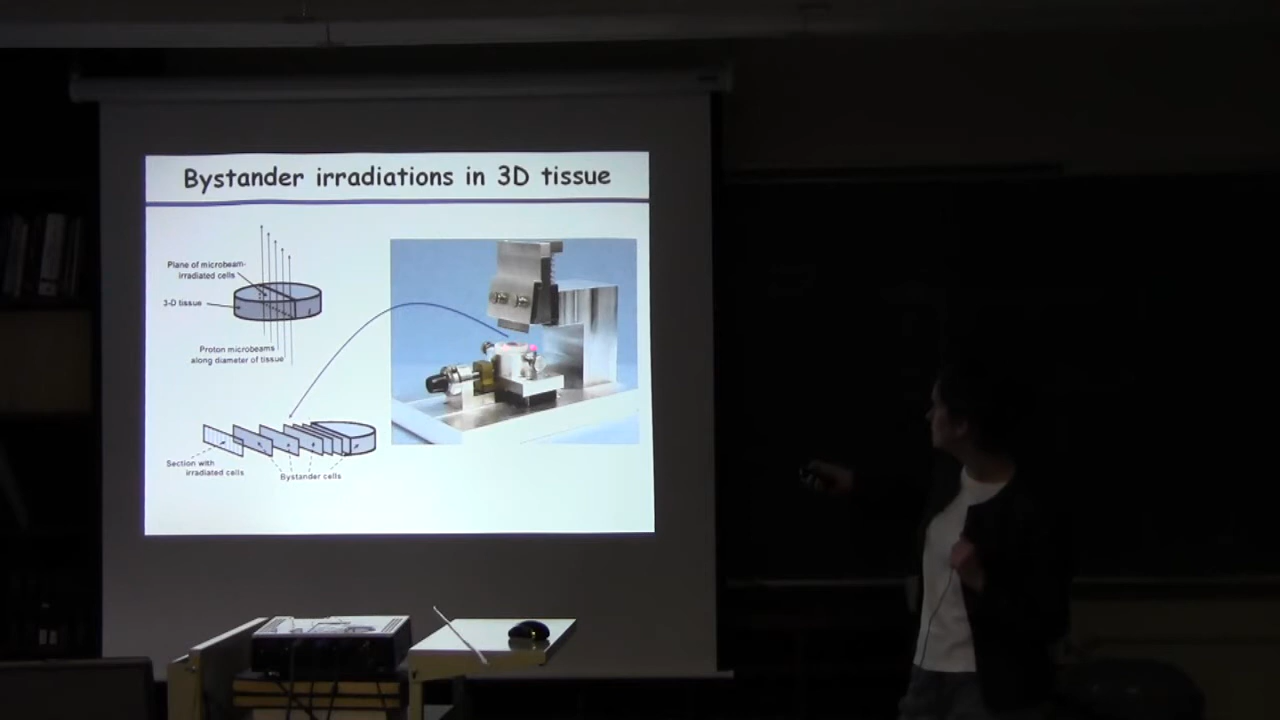 Bystander irradiations in 3D tissue
Plane of microbeam-
irradiated cells
3-D tissue
Proton microbeams
along diameter of tissue
Section with
irradiated cells
Bystander cells